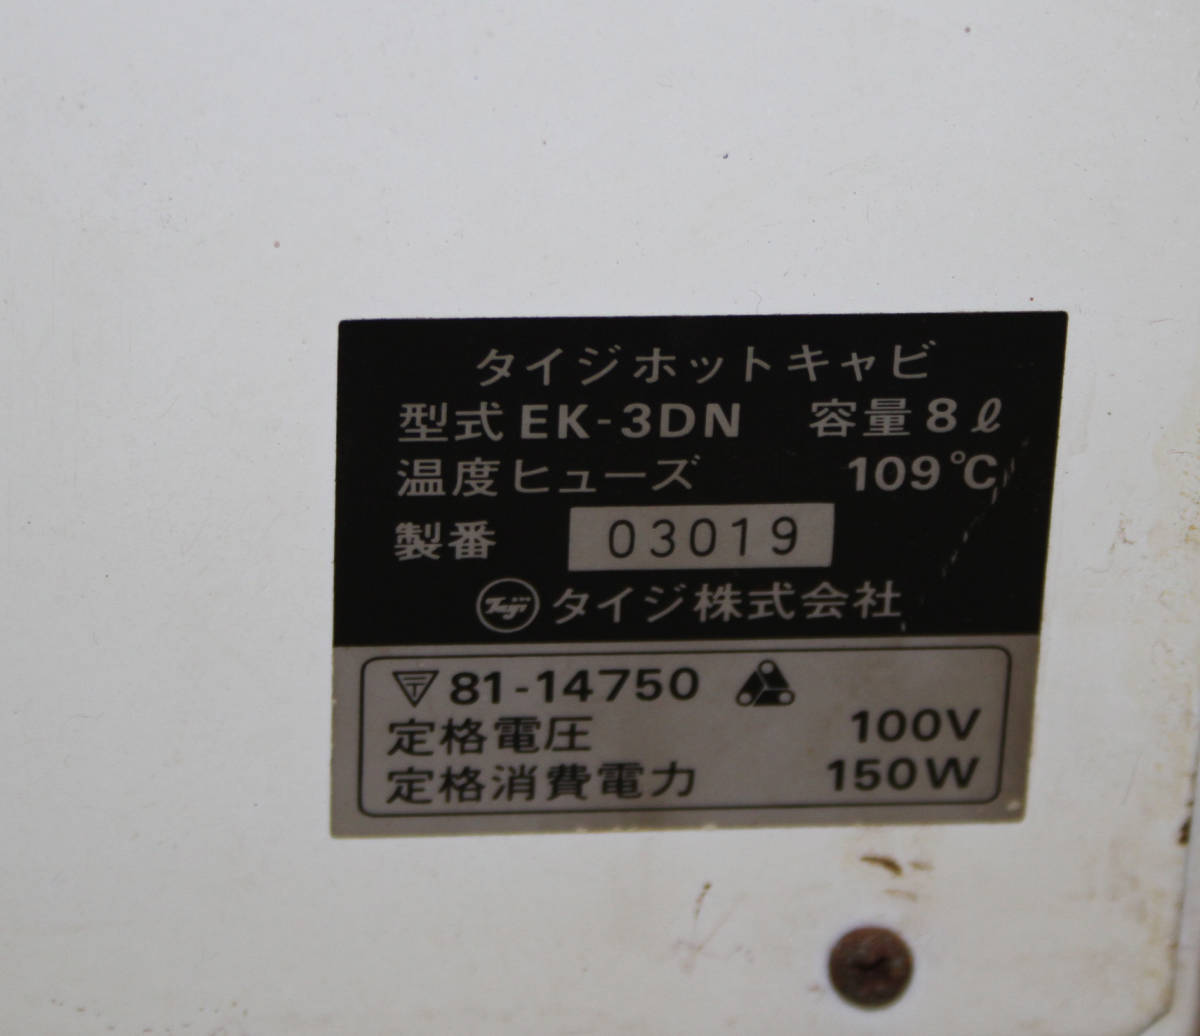 タイジホットキャビ
型式 EK-3DN 容量 8ℓ
温度ヒューズ 109℃
製番 03019
Taiji タイジ株式会社
〒 81-14750
定格電圧 100V
定格消費電力 150W